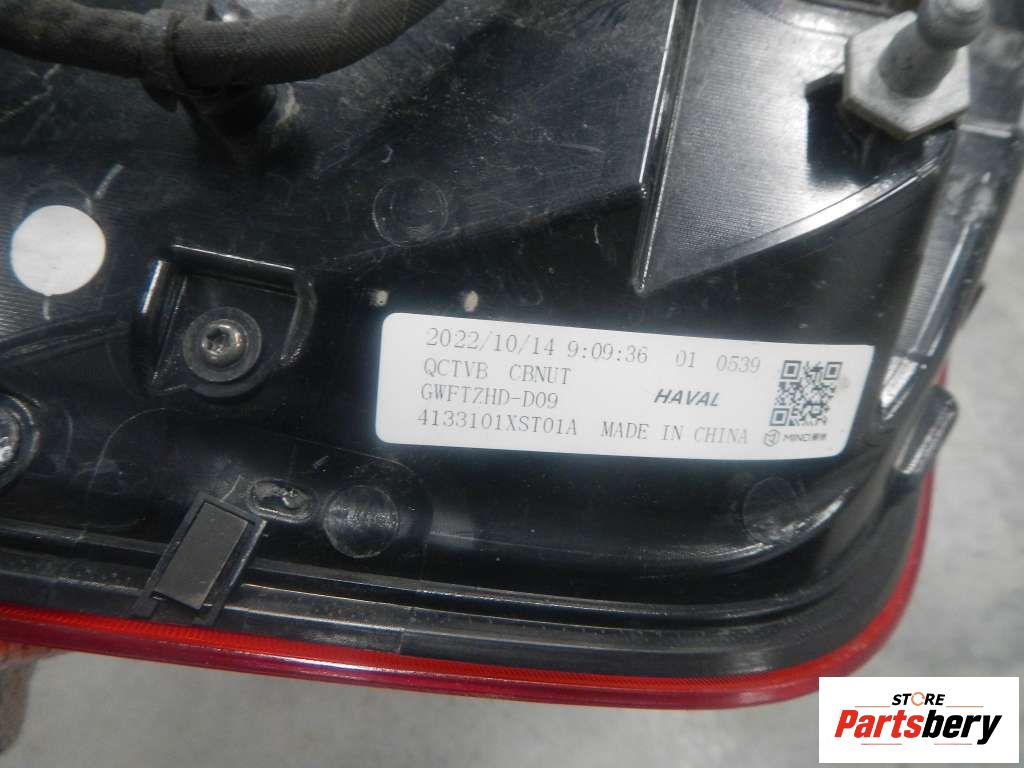 2022/10/14 9:09:36 01 0539
QCTVB CBNUT
GWFTZHD-D09 HAVAL
4133101XST01A MADE IN CHINA MIND
STORE
Partsbery